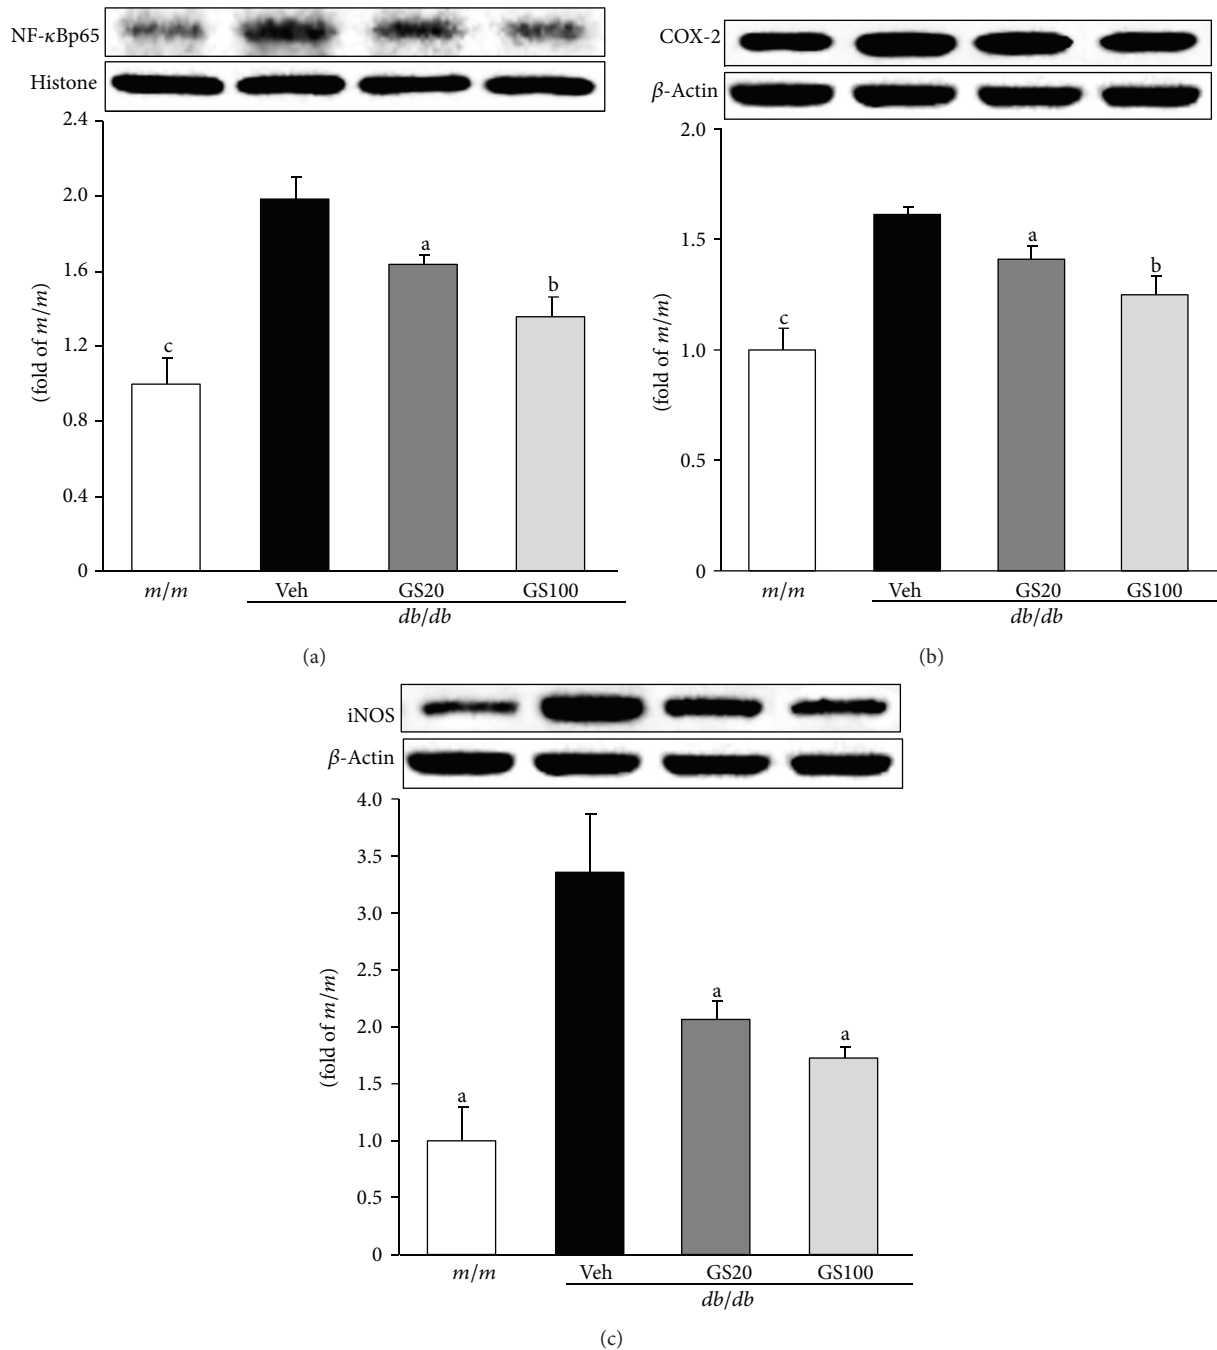 NF-κBp65
Histone
2.4
2.0
1.6
1.2
0.8
0.4
0
(fold of m/m)
c
a
b
m/m Veh GS20 GS100
db/db
(a)
COX-2
β-Actin
2.0
1.5
1.0
0.5
0
(fold of m/m)
c
a
b
m/m Veh GS20 GS100
db/db
(b)
iNOS
β-Actin
4.0
3.5
3.0
2.5
2.0
1.5
1.0
0.5
0
(fold of m/m)
a
a
a
m/m Veh GS20 GS100
db/db
(c)